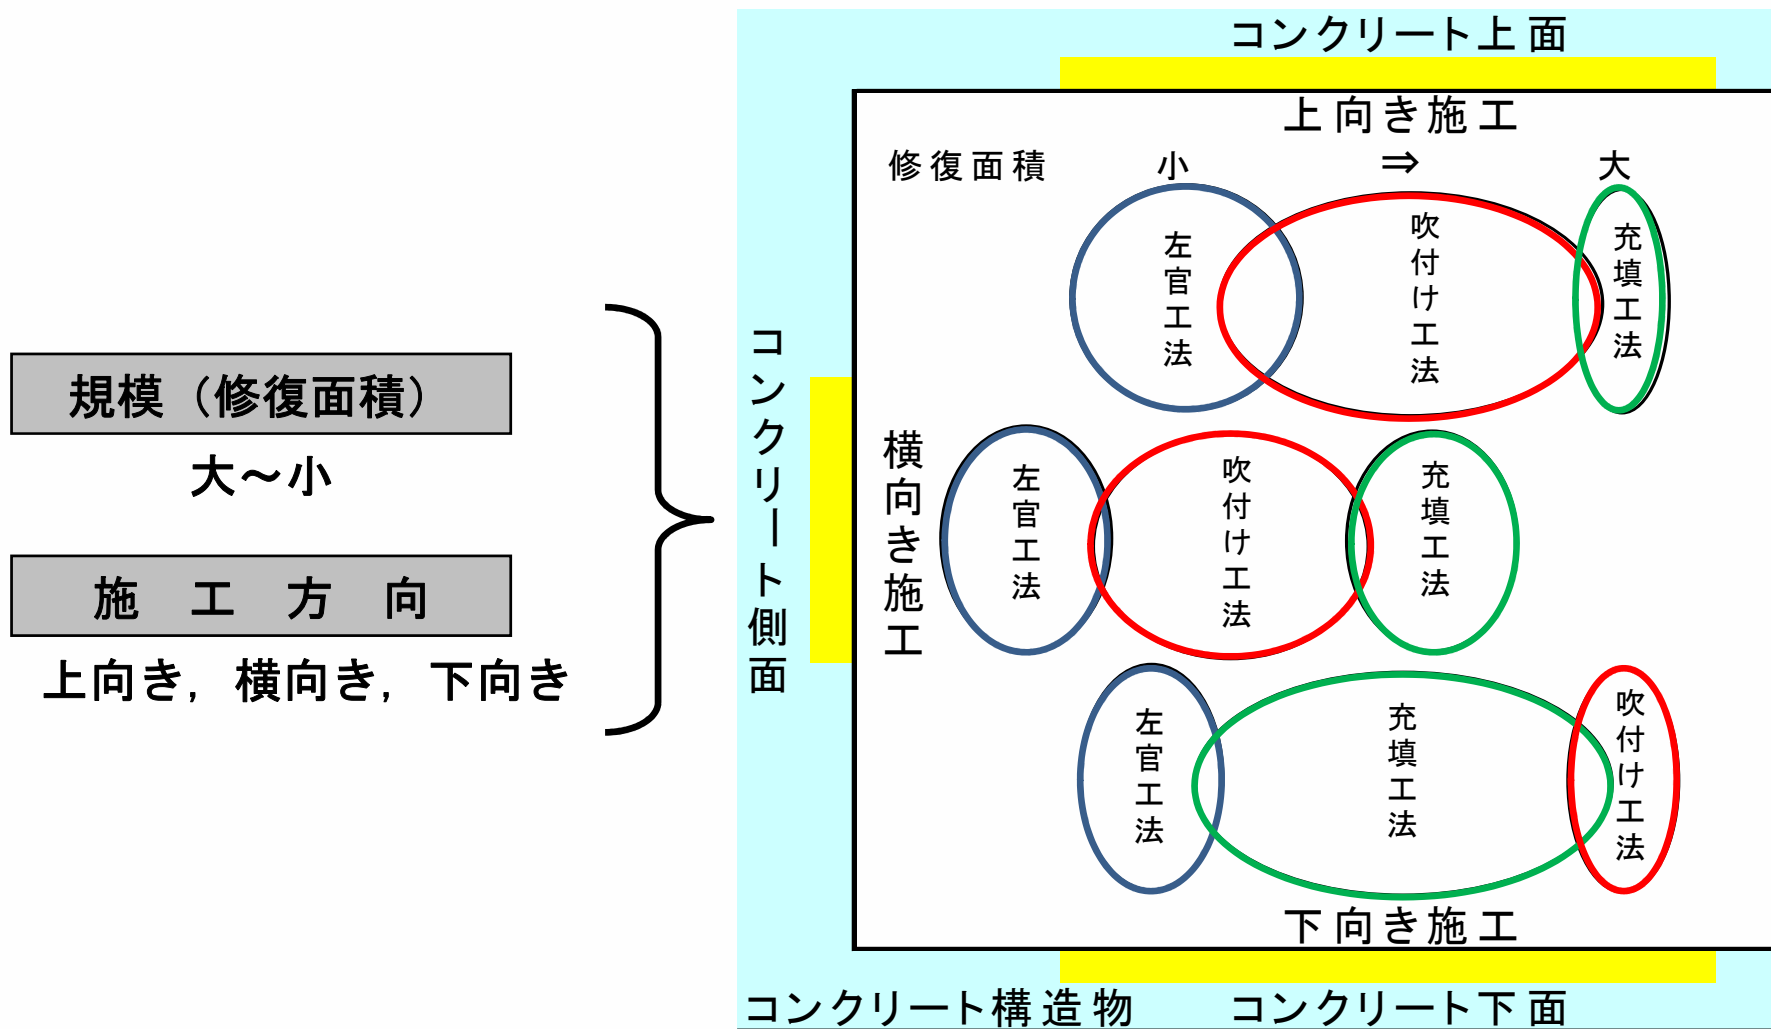 規模（修復面積）
大～小
施工方向
上向き，横向き，下向き
コンクリート上面
上向き施工
修復面積 小 ⇒ 大
左官工法
吹付け工法
充填工法
コンクリート側面
横向き施工
左官工法
吹付け工法
充填工法
左官工法
充填工法
吹付け工法
下向き施工
コンクリート構造物
コンクリート下面